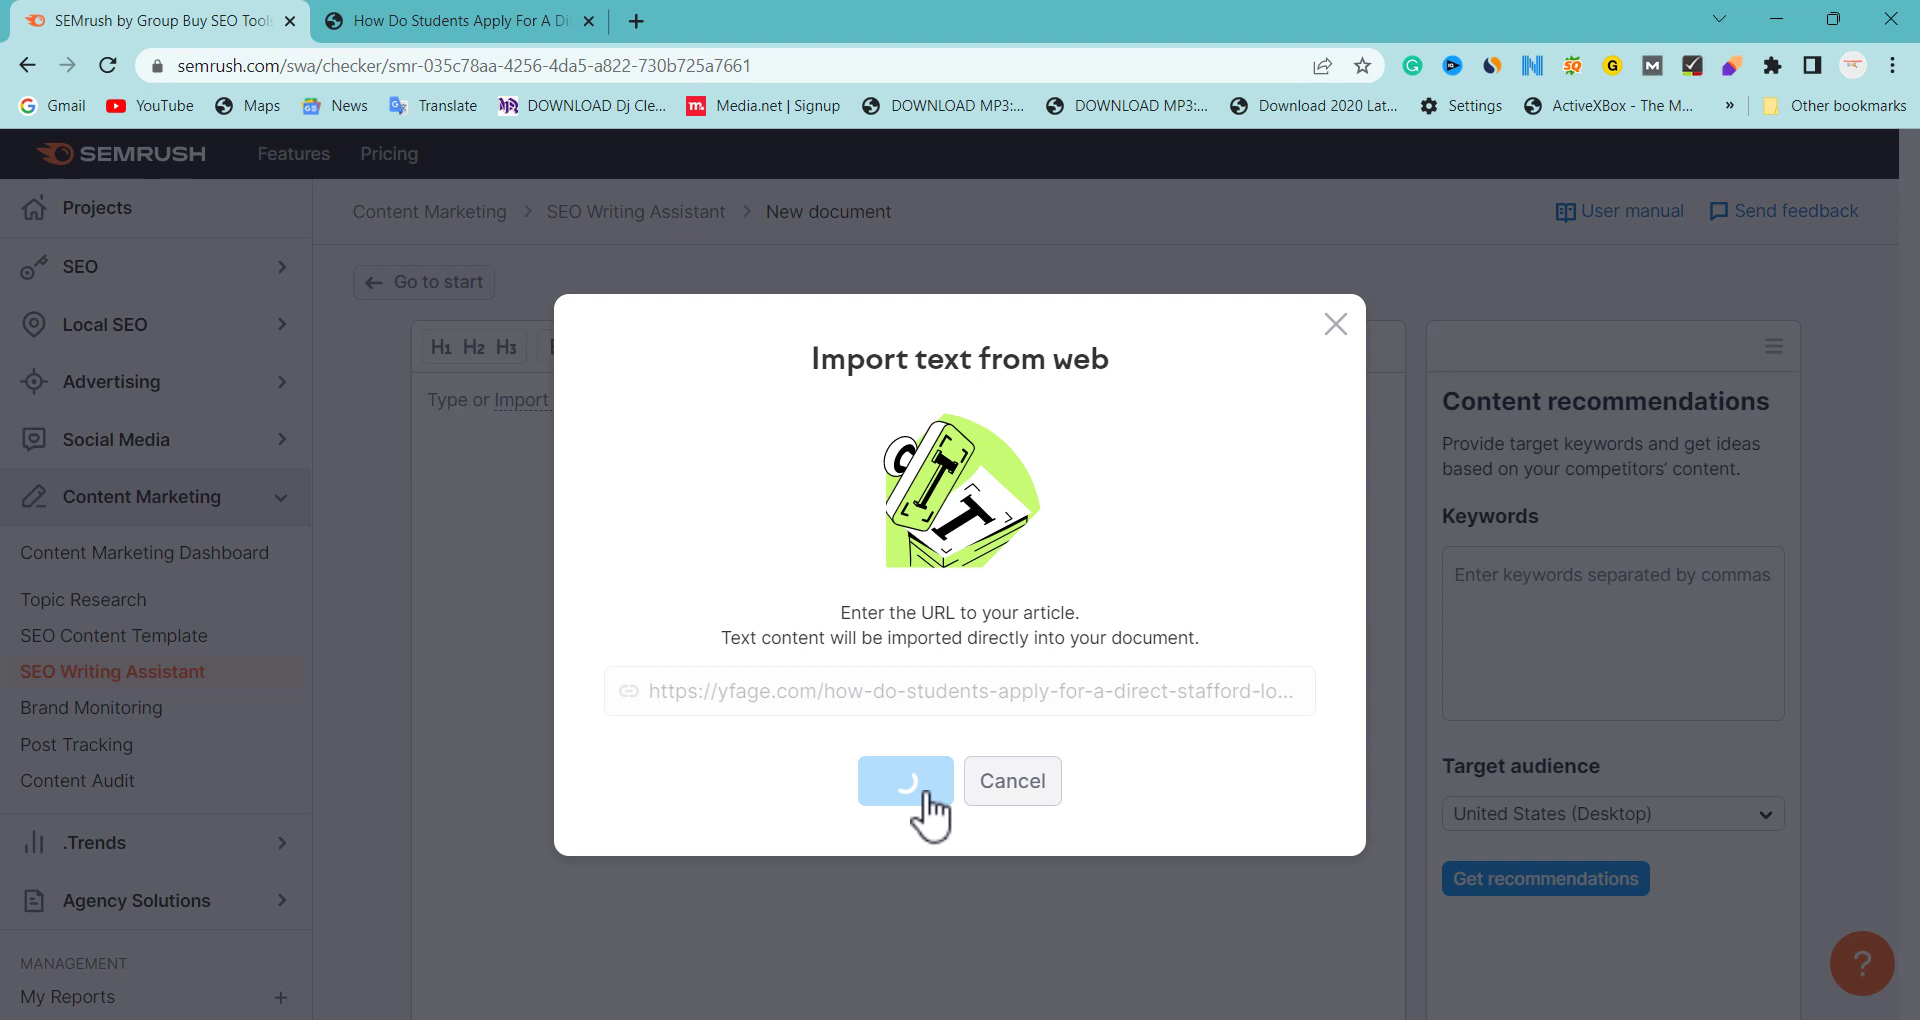 SEMrush by Group Buy SEO Tools
How Do Students Apply For A Di
semrush.com/swa/checker/smr-035c78aa-4256-4da5-a822-730b725a7661
Gmail
YouTube
Maps
News
Translate
DOWNLOAD Dj Cle...
Media.net | Signup
DOWNLOAD MP3:...
DOWNLOAD MP3:...
Download 2020 Lat...
Settings
ActiveXBox - The M...
»
Other bookmarks
SEMRUSH
Features
Pricing
Projects
SEO
Local SEO
Advertising
Social Media
Content Marketing
Content Marketing Dashboard
Topic Research
SEO Content Template
SEO Writing Assistant
Brand Monitoring
Post Tracking
Content Audit
.Trends
Agency Solutions
MANAGEMENT
My Reports
Content Marketing > SEO Writing Assistant > New document
User manual
Send feedback
Go to start
H1 H2 H3
Type or Import
Import text from web
Enter the URL to your article.
Text content will be imported directly into your document.
https://yfage.com/how-do-students-apply-for-a-direct-stafford-lo...
Cancel
Content recommendations
Provide target keywords and get ideas
based on your competitors' content.
Keywords
Enter keywords separated by commas
Target audience
United States (Desktop)
Get recommendations
?